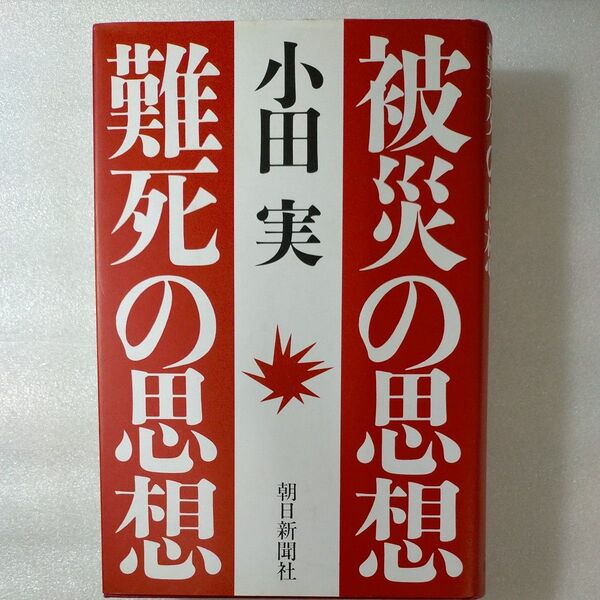 被災の思想
難死の思想
小田 実
朝日新聞社